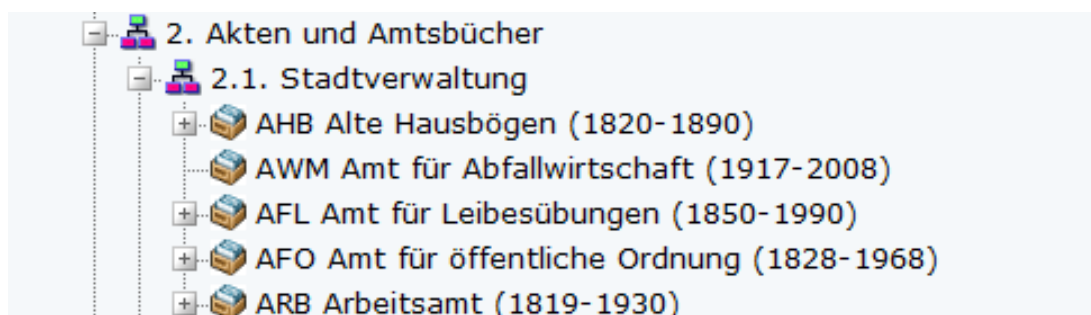 2. Akten und Amtsbücher
2.1. Stadtverwaltung
AHB Alte Hausbögen (1820-1890)
AWM Amt für Abfallwirtschaft (1917-2008)
AFL Amt für Leibesübungen (1850-1990)
AFO Amt für öffentliche Ordnung (1828-1968)
ARB Arbeitsamt (1819-1930)